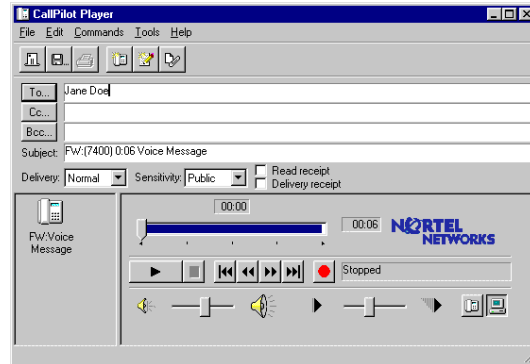 CallPilot Player
File Edit Commands Tools Help
To... Jane Doe
Cc...
Bcc...
Subject: FW:(7400) 0:06 Voice Message
Delivery: Normal Sensitivity: Public Read receipt
Delivery receipt
FW:Voice
Message
00:00
00:06
NORTEL
NETWORKS
Stopped